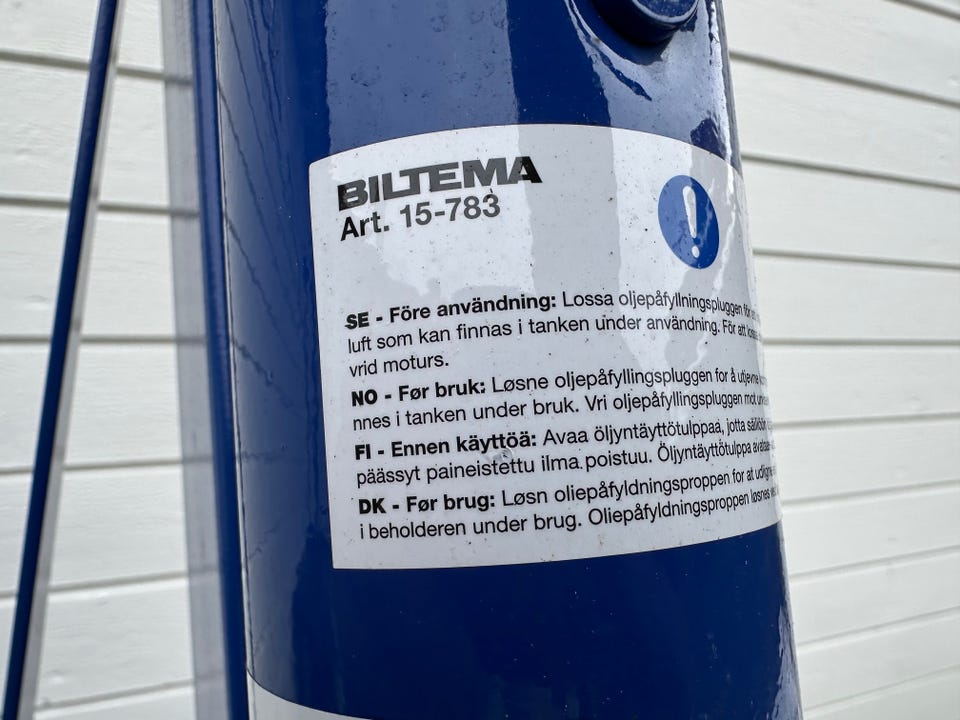 BILTEMA
Art. 15-783
SE - Före användning: Lossa oljepåfyllningspluggen för
luft som kan finnas i tanken under användning. För att
vrid moturs.
NO - Før bruk: Løsne oljepåfyllingspluggen for å utjevne
nnes i tanken under bruk. Vri oljepåfyllingspluggen mot
FI - Ennen käyttöä: Avaa öljyntäyttötulppaa, jotta
päässyt paineistettu ilma poistuu. Öljyntäyttötulppa
DK - Før brug: Løsn oliepåfyldningsproppen for at udligne
i beholderen under brug. Oliepåfyldningsproppen løsnes